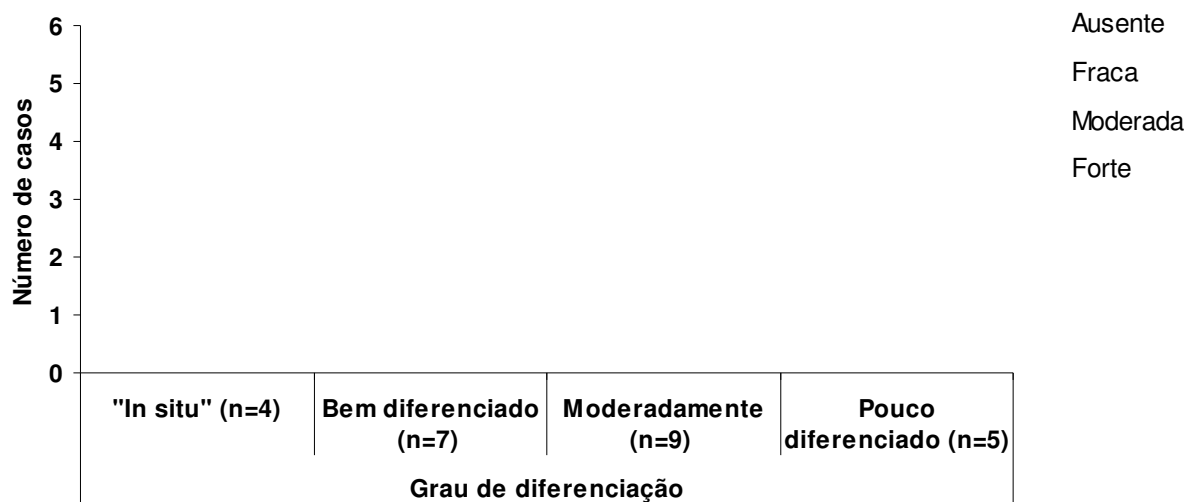 Número de casos
6
5
4
3
2
1
0
"In situ" (n=4)
Bem diferenciado
(n=7)
Moderadamente
(n=9)
Pouco
diferenciado (n=5)
Grau de diferenciação
Ausente
Fraca
Moderada
Forte